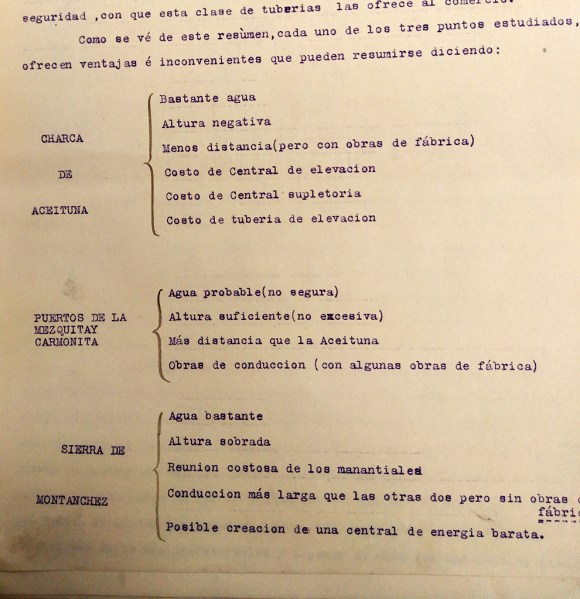 seguridad ,con que esta clase de tuberias las ofrece al comercio.
Como se vé de este resùmen,cada uno de los tres puntos estudiados,
ofrecen ventajas é inconvenientes que pueden resumirse diciendo:
CHARCA
DE
ACEITUNA
Bastante agua
Altura negativa
Menos distancia(pero con obras de fábrica)
Costo de Central de elevacion
Costo de Central supletoria
Costo de tuberia de elevacion
PUERTOS DE LA
MEZQUITAY
CARMONITA
Agua probable(no segura)
Altura suficiente(no excesiva)
Más distancia que la Aceituna
Obras de conduccion (con algunas obras de fábrica)
SIERRA DE
MONTANCHEZ
Agua bastante
Altura sobrada
Reunion costosa de los manantiales
Conduccion más larga que las otras dos pero sin obras
Posible creacion de una central de energia barata.